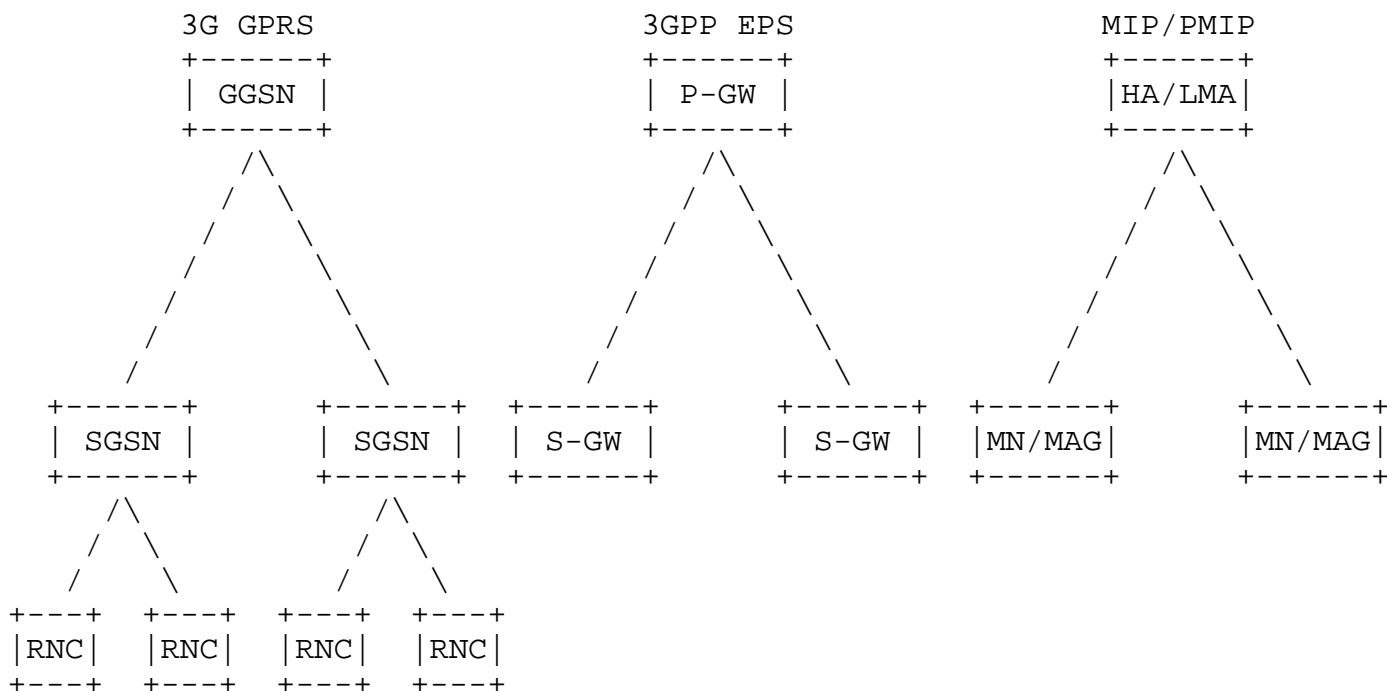 3G GPRS 3GPP EPS MIP/PMIP
GGSN P-GW HA/LMA
SGSN SGSN S-GW S-GW MN/MAG MN/MAG
RNC RNC RNC RNC